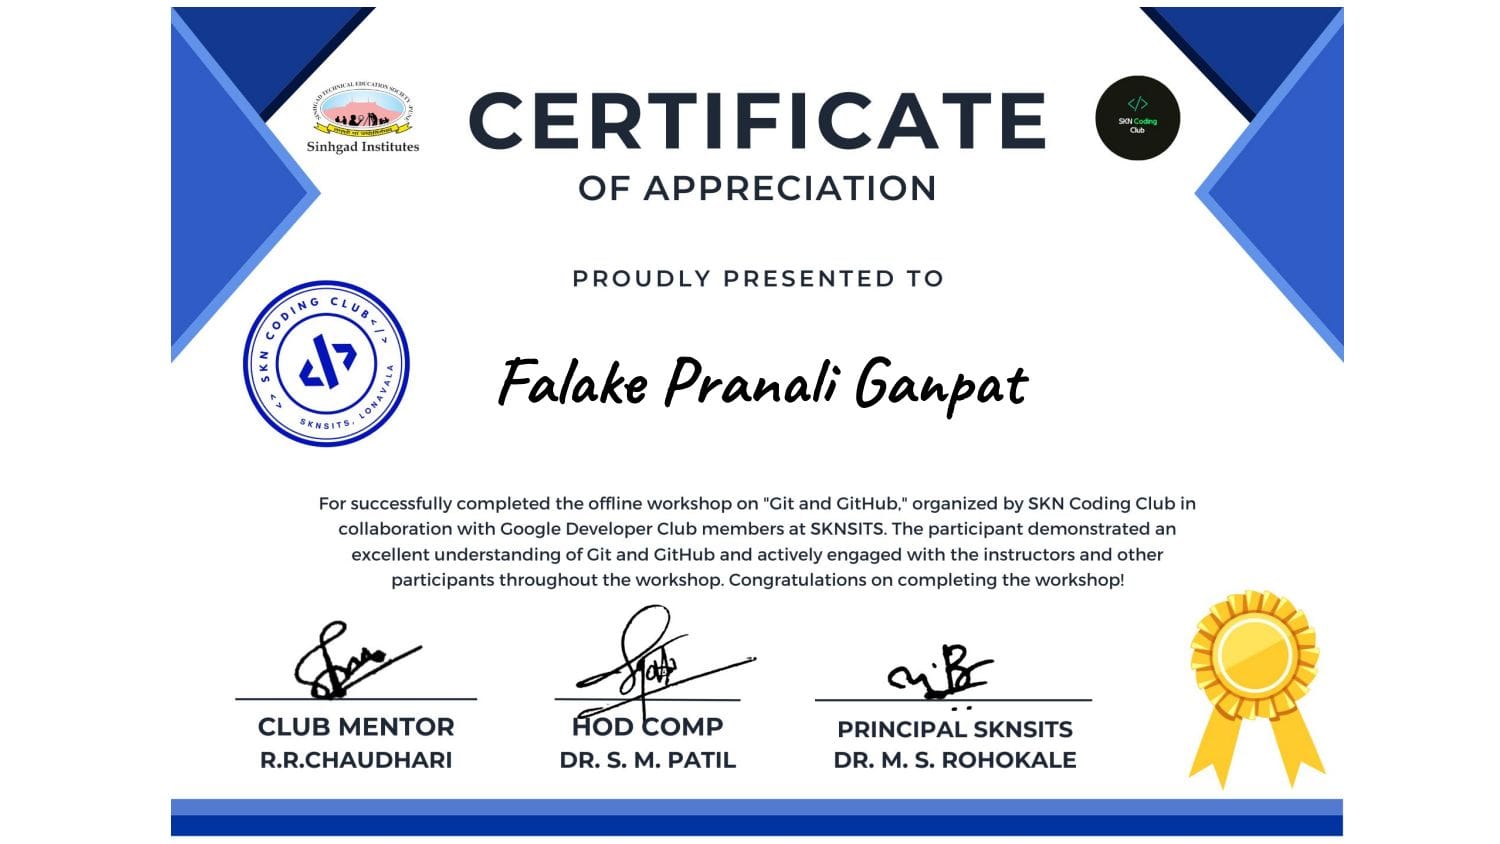 SINHGAD TECHNICAL EDUCATION SOCIETY
Sinhgad Institutes
CERTIFICATE
OF APPRECIATION
</>
SKN Coding
Club
PROUDLY PRESENTED TO
<> SKN CODING CLUB</>
SKNSITS, LONAVALA
Falake Pranali Ganpat
For successfully completed the offline workshop on "Git and GitHub," organized by SKN Coding Club in
collaboration with Google Developer Club members at SKNSITS. The participant demonstrated an
excellent understanding of Git and GitHub and actively engaged with the instructors and other
participants throughout the workshop. Congratulations on completing the workshop!
CLUB MENTOR
R.R.CHAUDHARI
HOD COMP
DR. S. M. PATIL
PRINCIPAL SKNSITS
DR. M. S. ROHOKALE